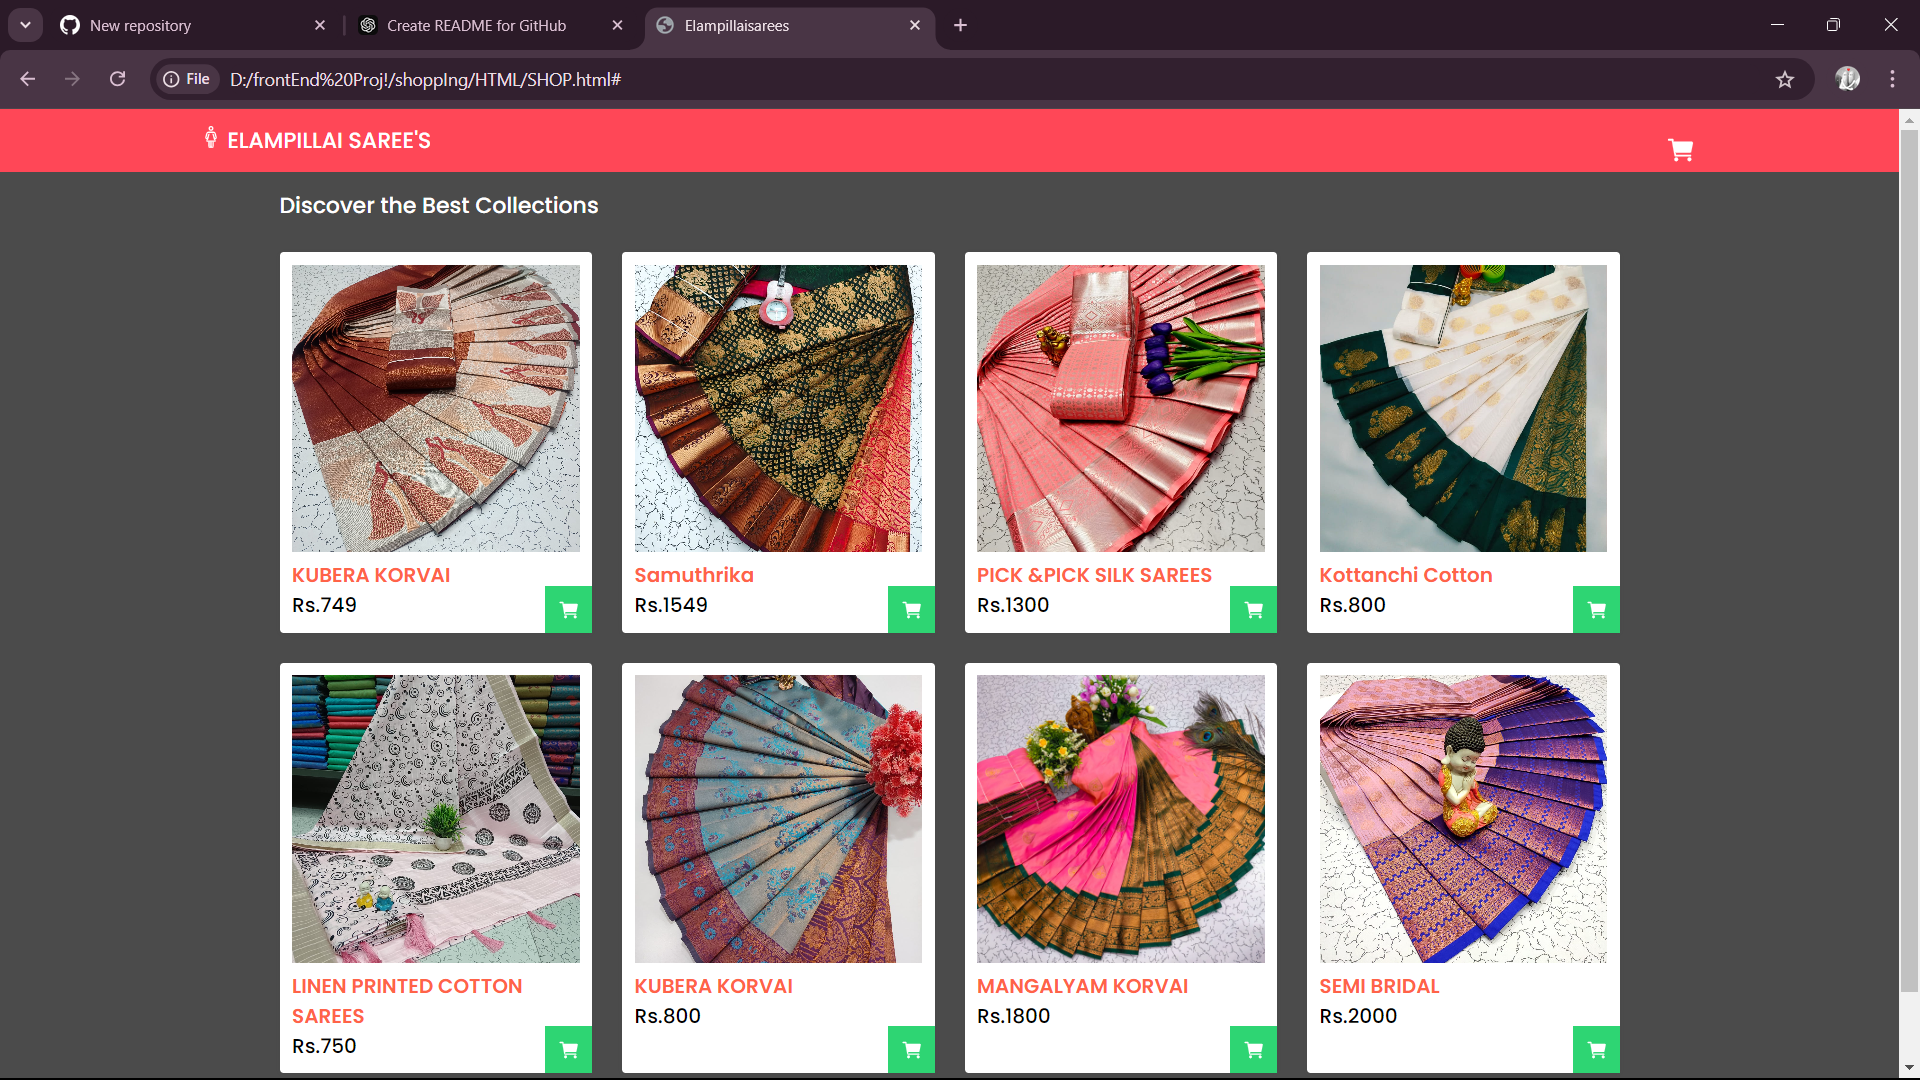 New repository
Create README for GitHub
Elampillaisarees
File
D:/frontEnd%20Proj!/shoppIng/HTML/SHOP.html#
ELAMPILLAI SAREE'S
Discover the Best Collections
KUBERA KORVAI
Rs.749
Samuthrika
Rs.1549
PICK &PICK SILK SAREES
Rs.1300
Kottanchi Cotton
Rs.800
LINEN PRINTED COTTON
SAREES
Rs.750
KUBERA KORVAI
Rs.800
MANGALYAM KORVAI
Rs.1800
SEMI BRIDAL
Rs.2000